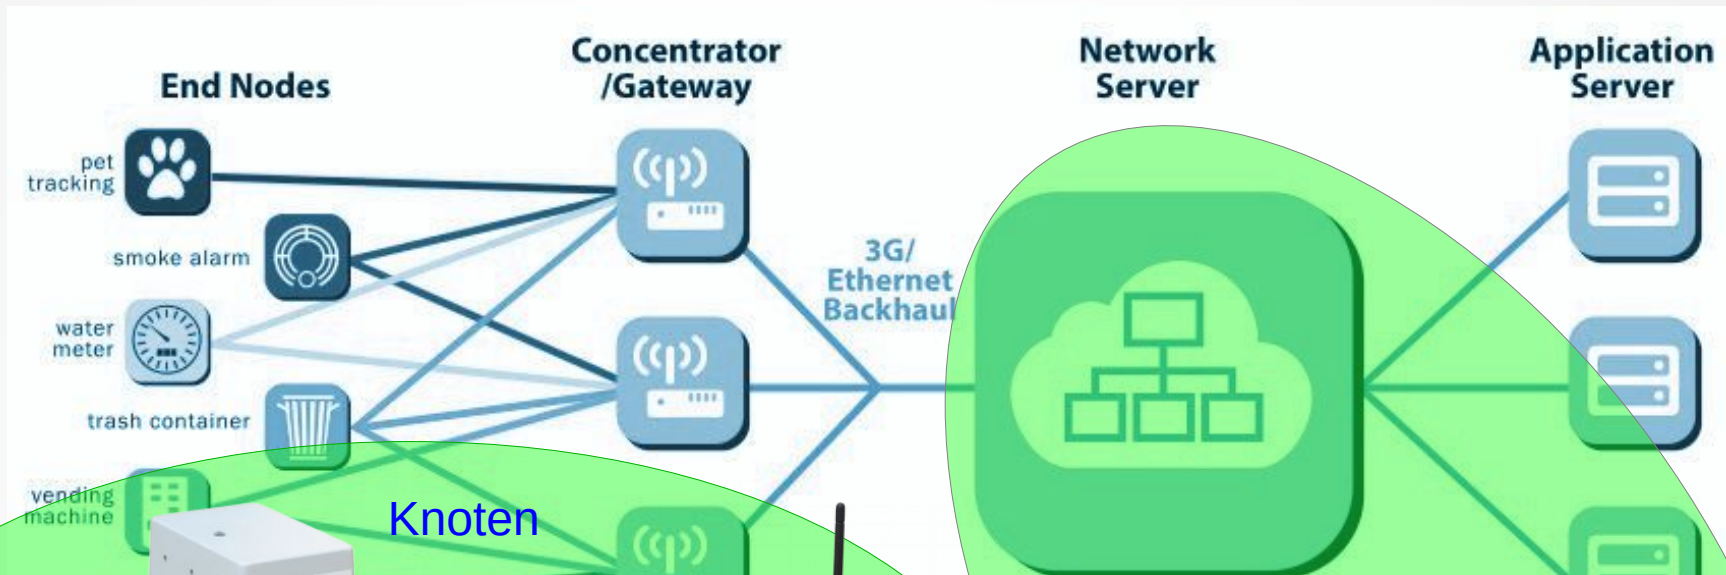 End Nodes
Concentrator
/Gateway
Network
Server
Application
Server
pet
tracking
smoke alarm
water
meter
trash container
vending
machine
3G/
Ethernet
Backhaul
Knoten